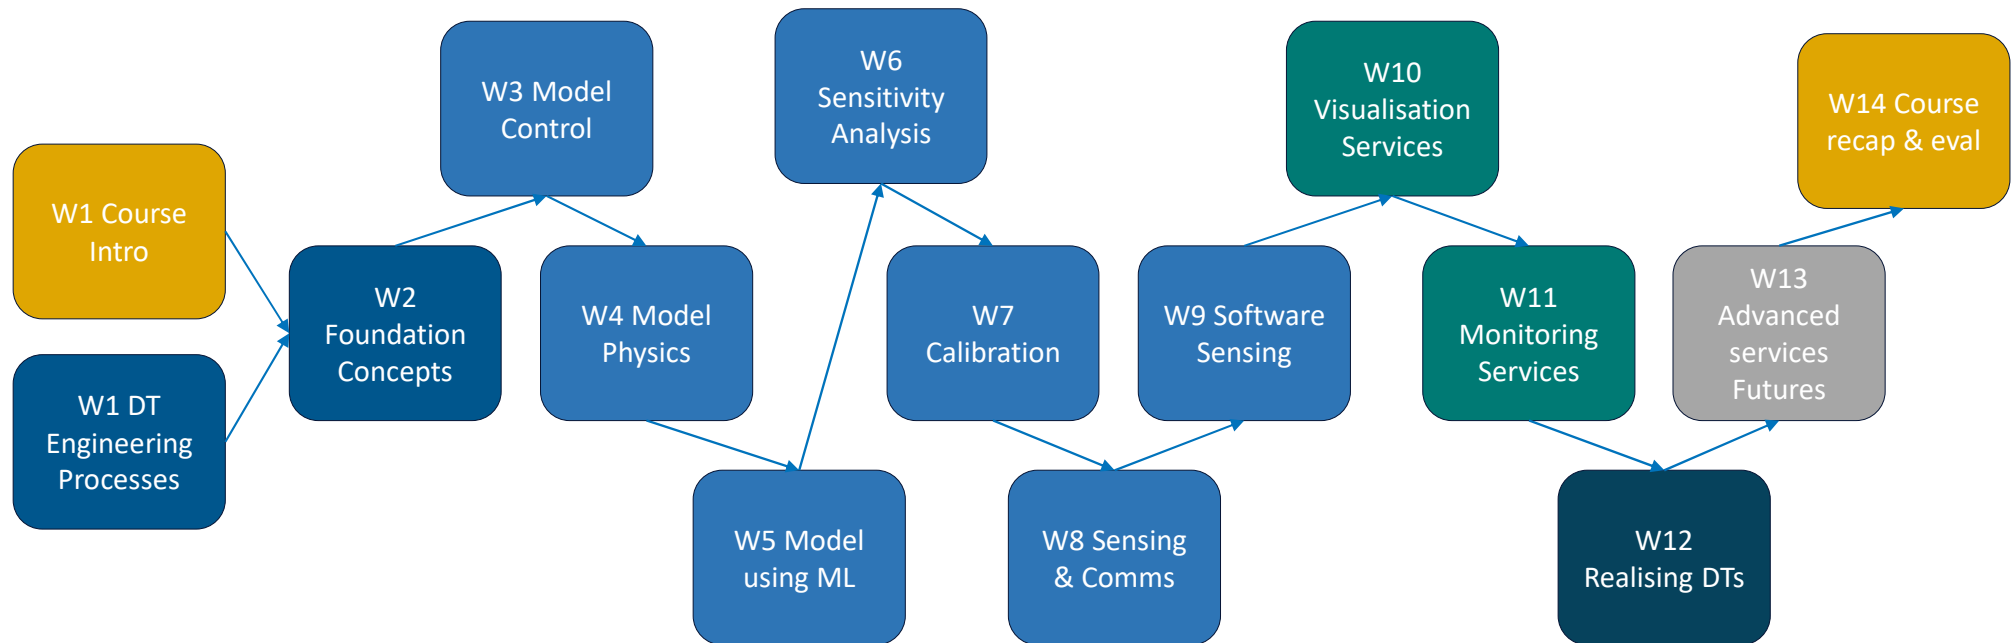 W1 Course
Intro
W1 DT
Engineering
Processes
W2
Foundation
Concepts
W3 Model
Control
W4 Model
Physics
W5 Model
using ML
W6
Sensitivity
Analysis
W7
Calibration
W8 Sensing
& Comms
W9 Software
Sensing
W10
Visualisation
Services
W11
Monitoring
Services
W12
Realising DTs
W13
Advanced
services
Futures
W14 Course
recap & eval